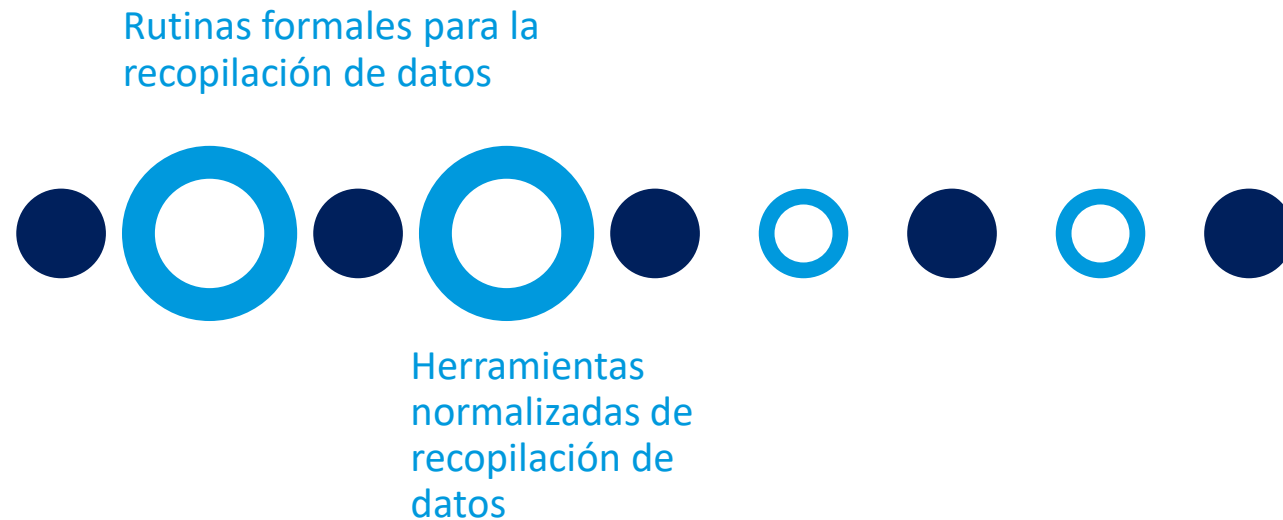 Rutinas formales para la
recopilación de datos
Herramientas
normalizadas de
recopilación de
datos